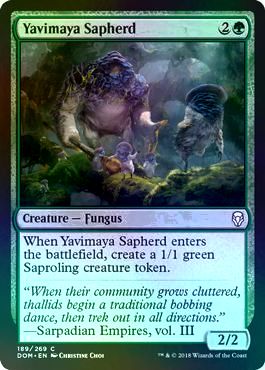 Yavimaya Sapherd 2
Creature — Fungus
When Yavimaya Sapherd enters
the battlefield, create a 1/1 green
Saproling creature token.
“When their community grows cluttered,
thallids begin a traditional bobbing
dance, then trek out in all directions.”
—Sarpadian Empires, vol. III
2/2
189/269 C
DOM • EN Christine Choi
™ & © 2018 Wizards of the Coast